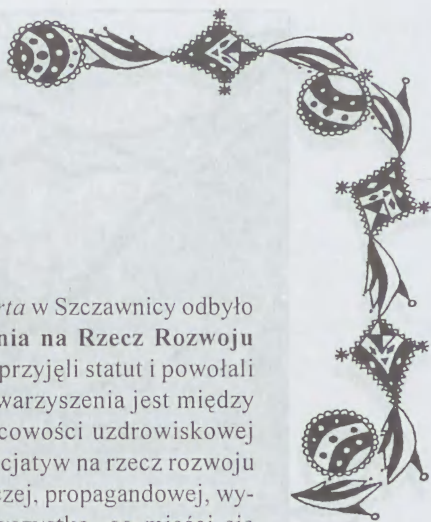 rta w Szczawnicy odbyło
nia na Rzecz Rozwoju
przyjęli statut i powołali
warzyszenia jest między
cowości uzdrowiskowej
cjatyw na rzecz rozwoju
szej, propagandowej, wy-